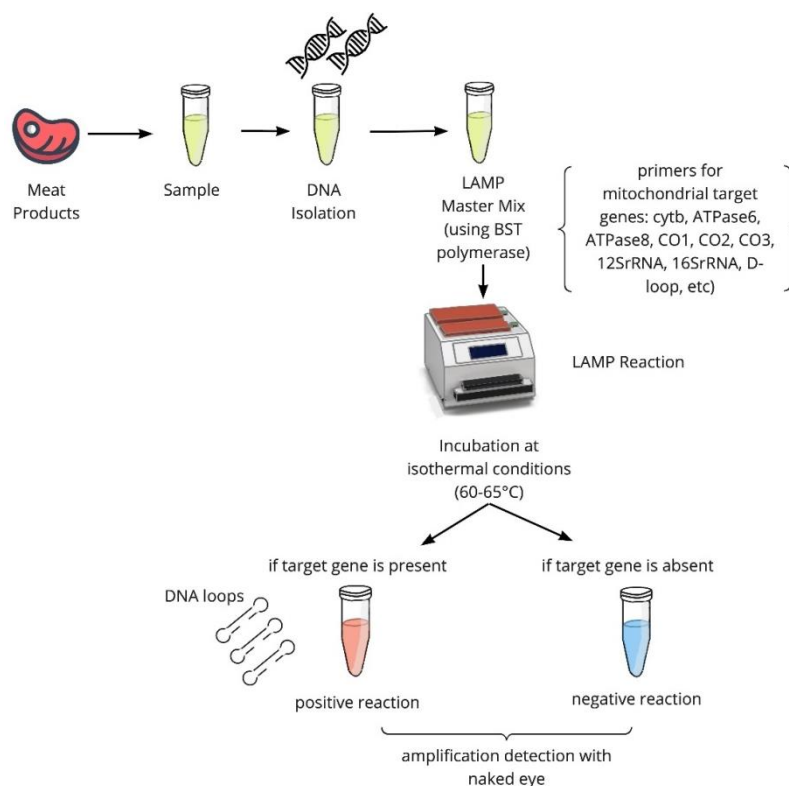 Meat
Products
Sample
DNA
Isolation
LAMP
Master Mix
(using BST
polymerase)
primers for
mitochondrial target
genes: cytb, ATPase6,
ATPase8, CO1, CO2, CO3,
12SrRNA, 16SrRNA, D-
loop, etc)
LAMP Reaction
Incubation at
isothermal conditions
(60-65°C)
if target gene is present
if target gene is absent
DNA loops
positive reaction
negative reaction
amplification detection with
naked eye